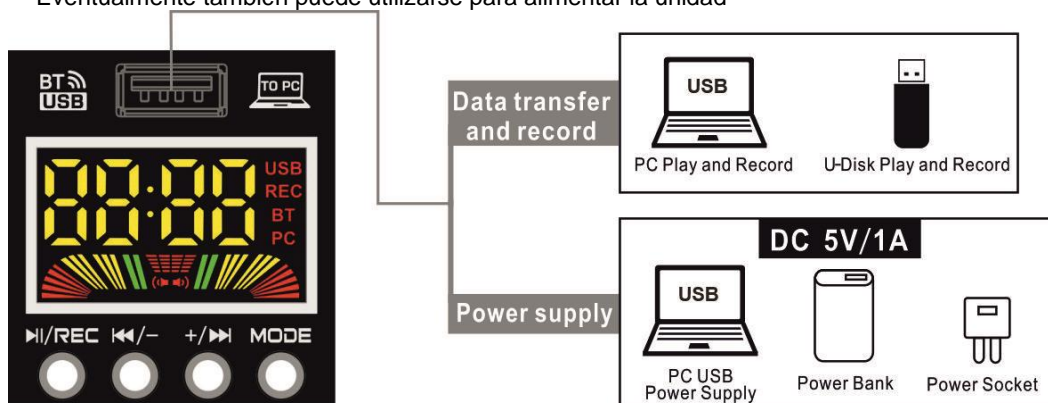 Eventualmente también puede utilizarse para alimentar la unidad
BT
USB
TO PC
88:88
USB
REC
BT
PC
/REC
/–
+/
MODE
Data transfer
and record
USB
PC Play and Record
U-Disk Play and Record
Power supply
DC 5V/1A
USB
PC USB
Power Supply
Power Bank
Power Socket